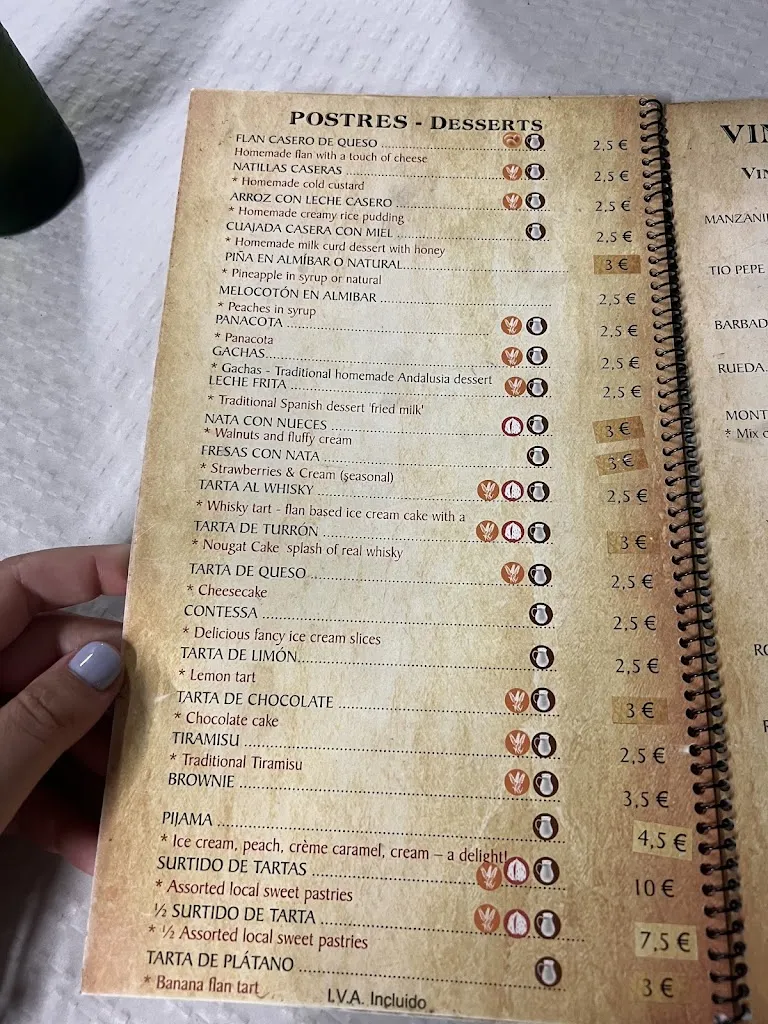 POSTRES - DESSERTS
FLAN CASERO DE QUESO 2,5 €
Homemade flan with a touch of cheese
NATILLAS CASERAS 2,5 €
* Homemade cold custard
ARROZ CON LECHE CASERO 2,5 €
* Homemade creamy rice pudding
CUAJADA CASERA CON MIEL 2,5 €
* Homemade milk curd dessert with honey
PIÑA EN ALMÍBAR O NATURAL 3 €
* Pineapple in syrup or natural
MELOCOTÓN EN ALMIBAR 2,5 €
* Peaches in syrup
PANACOTA 2,5 €
* Panacota
GACHAS 2,5 €
* Gachas - Traditional homemade Andalusia dessert
LECHE FRITA 2,5 €
* Traditional Spanish dessert 'fried milk'
NATA CON NUECES 3 €
* Walnuts and fluffy cream
FRESAS CON NATA 3 €
* Strawberries & Cream (seasonal)
TARTA AL WHISKY 2,5 €
* Whisky tart - flan based ice cream cake with a
TARTA DE TURRÓN 3 €
* Nougat Cake splash of real whisky
TARTA DE QUESO 2,5 €
* Cheesecake
CONTESSA 2,5 €
* Delicious fancy ice cream slices
TARTA DE LIMÓN 2,5 €
* Lemon tart
TARTA DE CHOCOLATE 3 €
* Chocolate cake
TIRAMISU 2,5 €
* Traditional Tiramisu
BROWNIE 3,5 €
PIJAMA 4,5 €
* Ice cream, peach, crème caramel, cream – a delight!
SURTIDO DE TARTAS 10 €
* Assorted local sweet pastries
½ SURTIDO DE TARTA 7,5 €
* ½ Assorted local sweet pastries
TARTA DE PLÁTANO 3 €
* Banana flan tart
I.V.A. Incluido
TIO PEPE
RUEDA
* Mix